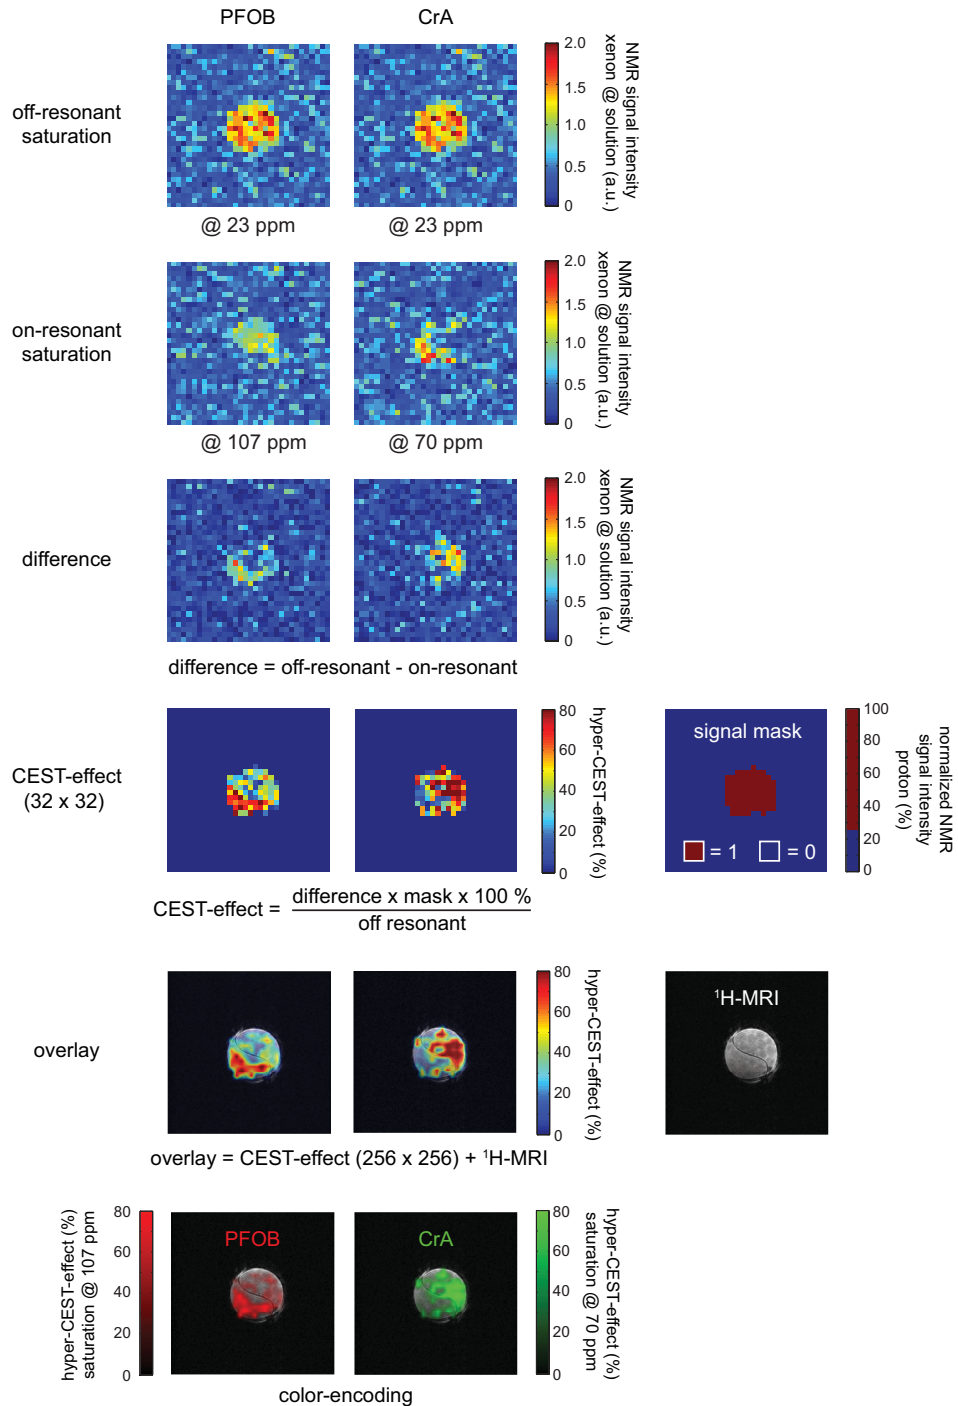 PFOB
CrA
off-resonant
saturation
2.0
1.5
1.0
0.5
0
NMR signal intensity
xenon @ solution (a.u.)
@ 23 ppm
@ 23 ppm
on-resonant
saturation
2.0
1.5
1.0
0.5
0
NMR signal intensity
xenon @ solution (a.u.)
@ 107 ppm
@ 70 ppm
difference
2.0
1.5
1.0
0.5
0
NMR signal intensity
xenon @ solution (a.u.)
difference = off-resonant - on-resonant
CEST-effect
(32 x 32)
80
60
40
20
0
hyper-CEST-effect (%)
signal mask
= 1
= 0
100
80
60
40
20
0
normalized NMR
signal intensity
proton (%)
CEST-effect = difference x mask x 100 %
off resonant
overlay
80
60
40
20
0
hyper-CEST-effect (%)
¹H-MRI
overlay = CEST-effect (256 x 256) + ¹H-MRI
hyper-CEST-effect (%)
saturation @ 107 ppm
80
60
40
20
0
PFOB
CrA
80
60
40
20
0
hyper-CEST-effect (%)
saturation @ 70 ppm
color-encoding